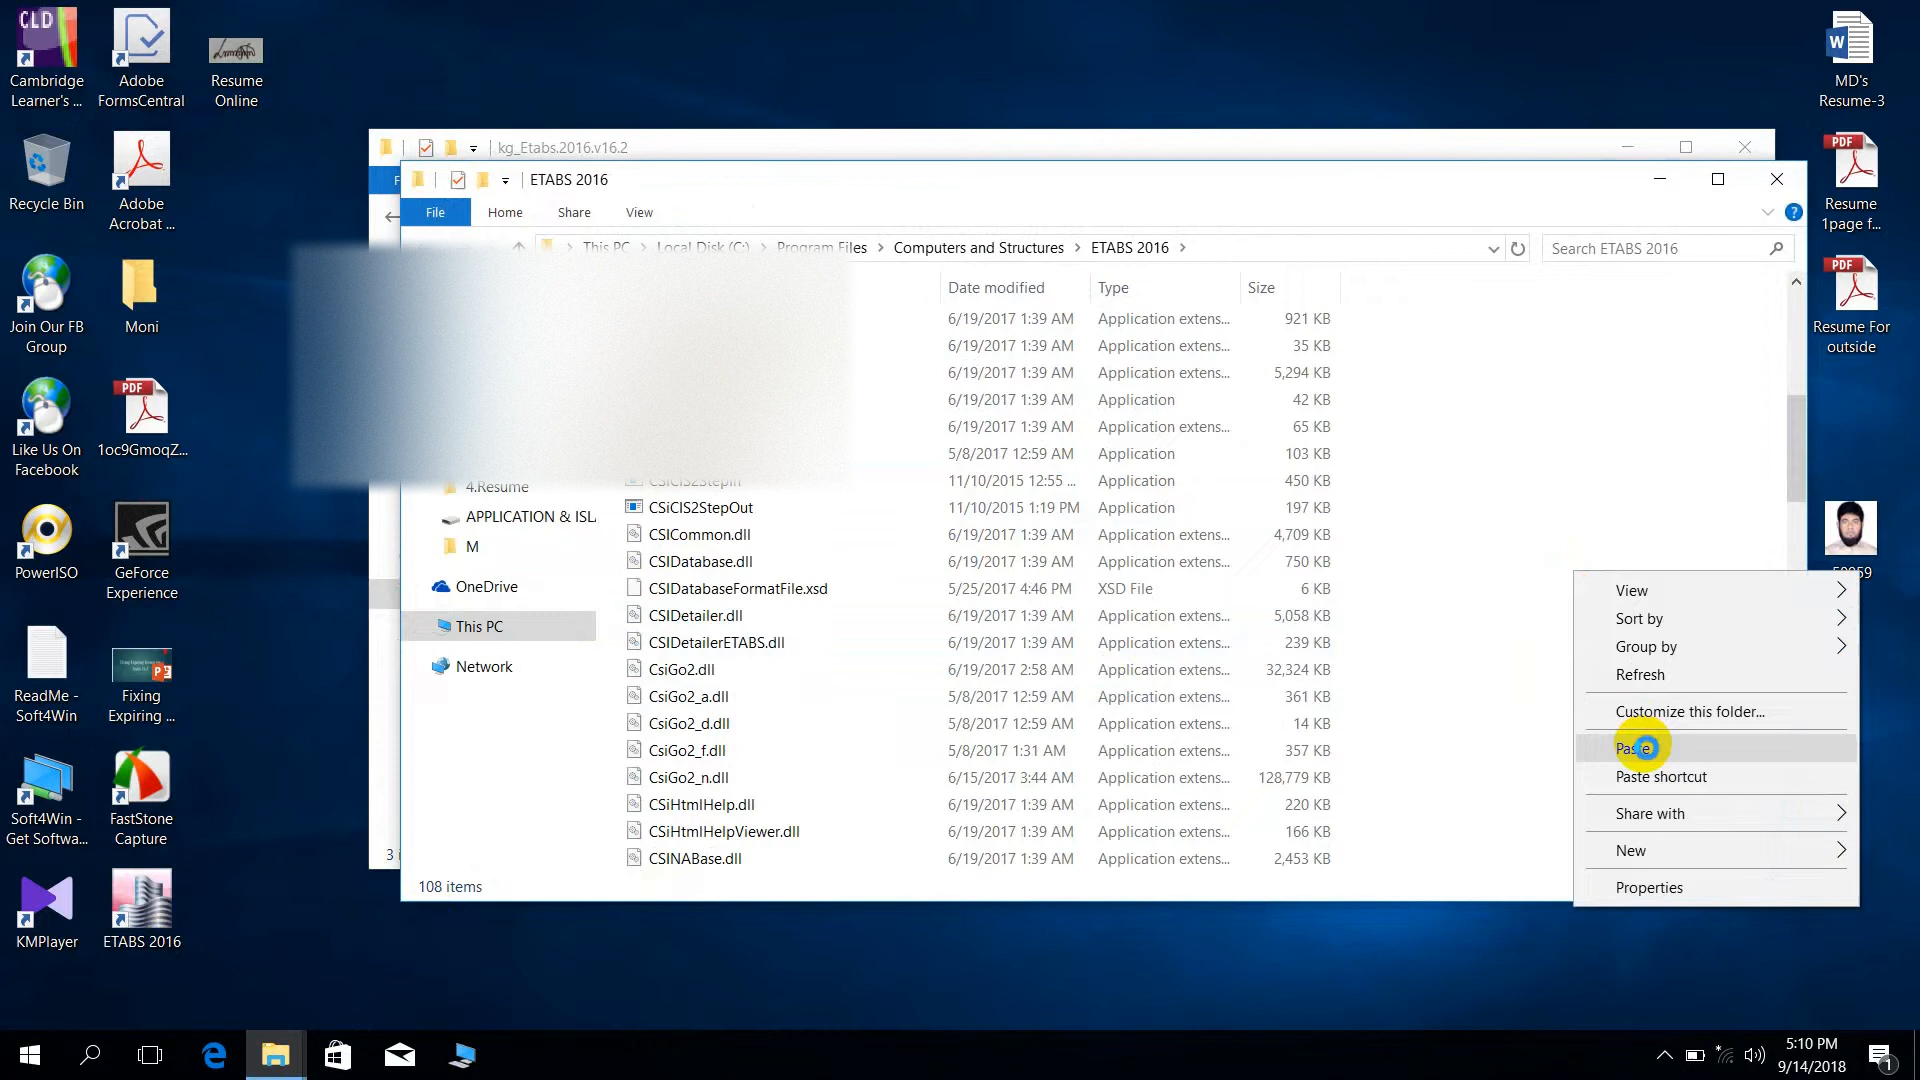 CLD
Cambridge
Learner's ...
Adobe
FormsCentral
Resume
Online
Recycle Bin
Adobe
Acrobat ...
Join Our FB
Group
Moni
Like Us On
Facebook
PDF
1oc9GmoqZ...
PowerISO
GeForce
Experience
ReadMe -
Soft4Win
Fixing
Expiring ...
Soft4Win -
Get Softwa...
FastStone
Capture
KMPlayer
ETABS 2016
kg_Etabs.2016.v16.2
ETABS 2016
File
Home
Share
View
This PC
Local Disk (C:)
Program Files
Computers and Structures
ETABS 2016
Search ETABS 2016
Date modified
Type
Size
6/19/2017 1:39 AM Application extens... 921 KB
6/19/2017 1:39 AM Application extens... 35 KB
6/19/2017 1:39 AM Application extens... 5,294 KB
6/19/2017 1:39 AM Application 42 KB
6/19/2017 1:39 AM Application extens... 65 KB
5/8/2017 12:59 AM Application 103 KB
CSiCIS2StepIn 11/10/2015 12:55 ... Application 450 KB
CSiCIS2StepOut 11/10/2015 1:19 PM Application 197 KB
CSICommon.dll 6/19/2017 1:39 AM Application extens... 4,709 KB
CSIDatabase.dll 6/19/2017 1:39 AM Application extens... 750 KB
CSIDatabaseFormatFile.xsd 5/25/2017 4:46 PM XSD File 6 KB
CSIDetailer.dll 6/19/2017 1:39 AM Application extens... 5,058 KB
CSIDetailerETABS.dll 6/19/2017 1:39 AM Application extens... 239 KB
CsiGo2.dll 6/19/2017 2:58 AM Application extens... 32,324 KB
CsiGo2_a.dll 5/8/2017 12:59 AM Application extens... 361 KB
CsiGo2_d.dll 5/8/2017 12:59 AM Application extens... 14 KB
CsiGo2_f.dll 5/8/2017 1:31 AM Application extens... 357 KB
CsiGo2_n.dll 6/15/2017 3:44 AM Application extens... 128,779 KB
CSiHtmlHelp.dll 6/19/2017 1:39 AM Application extens... 220 KB
CSiHtmlHelpViewer.dll 6/19/2017 1:39 AM Application extens... 166 KB
CSINABase.dll 6/19/2017 1:39 AM Application extens... 2,453 KB
4.Resume
APPLICATION & ISL
M
OneDrive
This PC
Network
3 i
108 items
View
Sort by
Group by
Refresh
Customize this folder...
Paste
Paste shortcut
Share with
New
Properties
MD's
Resume-3
PDF
Resume
1page f...
PDF
Resume For
outside
5:10 PM
9/14/2018
1